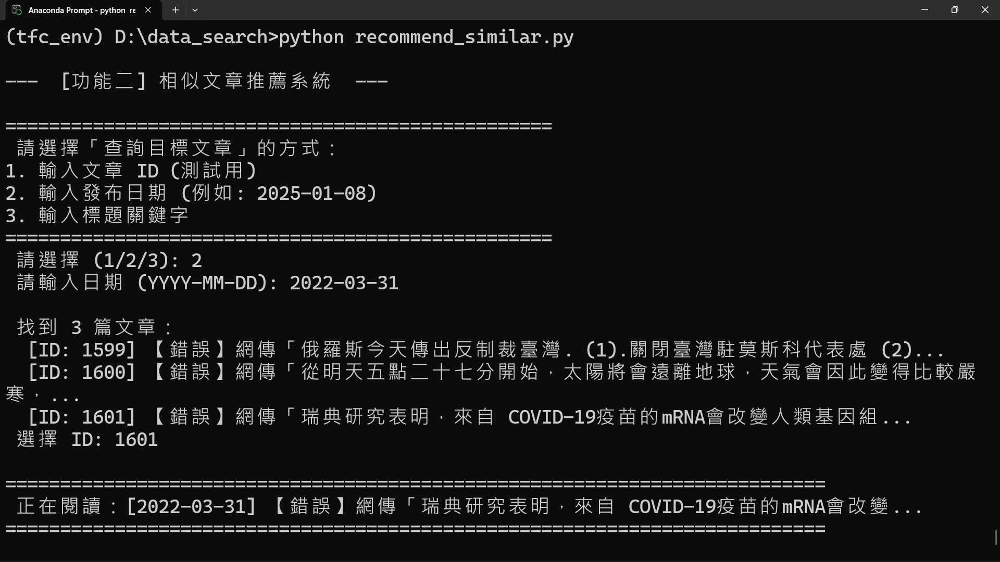 Anaconda Prompt - python re
(tfc_env) D:\data_search>python recommend_similar.py
--- [功能二] 相似文章推薦系統 ---
==================================================
請選擇「查詢目標文章」的方式：
1. 輸入文章 ID (測試用)
2. 輸入發布日期 (例如: 2025-01-08)
3. 輸入標題關鍵字
==================================================
請選擇 (1/2/3): 2
請輸入日期 (YYYY-MM-DD): 2022-03-31
找到 3 篇文章：
[ID: 1599] 【錯誤】網傳「俄羅斯今天傳出反制裁臺灣. (1).關閉臺灣駐莫斯科代表處 (2)...
[ID: 1600] 【錯誤】網傳「從明天五點二十七分開始，太陽將會遠離地球，天氣會因此變得比較嚴
寒，...
[ID: 1601] 【錯誤】網傳「瑞典研究表明，來自 COVID-19疫苗的mRNA會改變人類基因組...
選擇 ID: 1601
===========================================================================
正在閱讀：[2022-03-31] 【錯誤】網傳「瑞典研究表明，來自 COVID-19疫苗的mRNA會改變...
===========================================================================